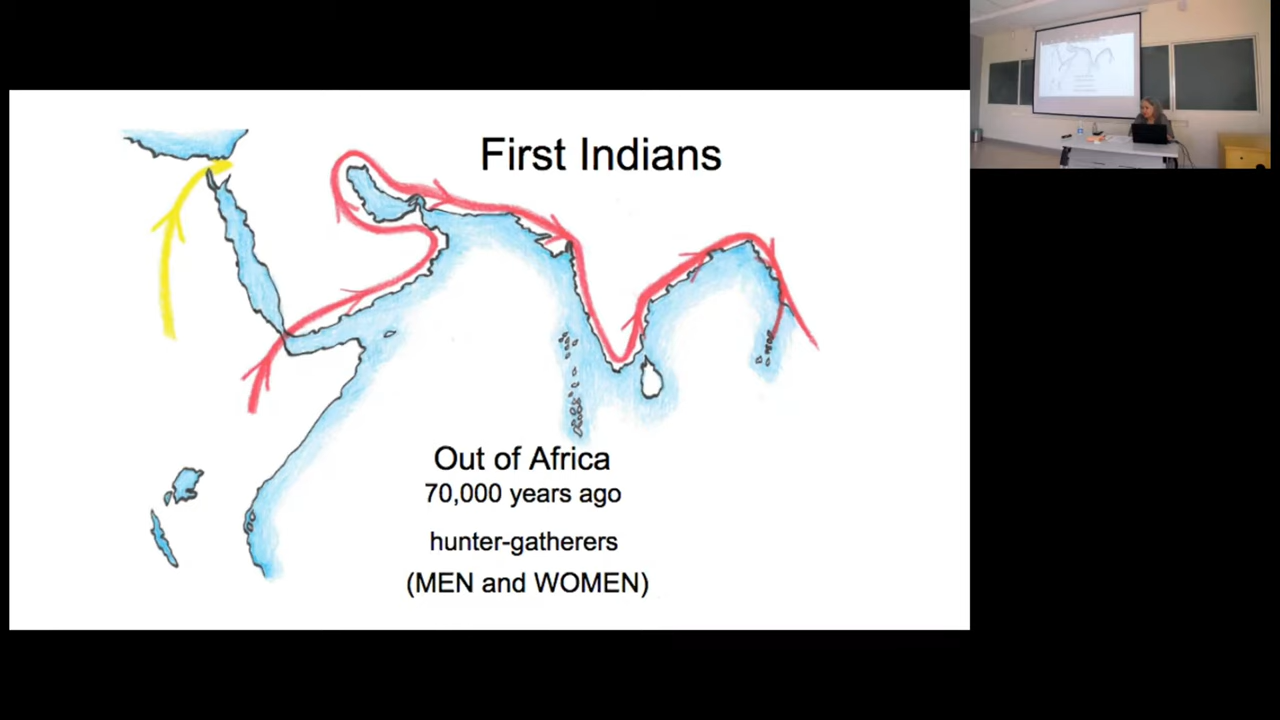 First Indians
Out of Africa
70,000 years ago
hunter-gatherers
(MEN and WOMEN)